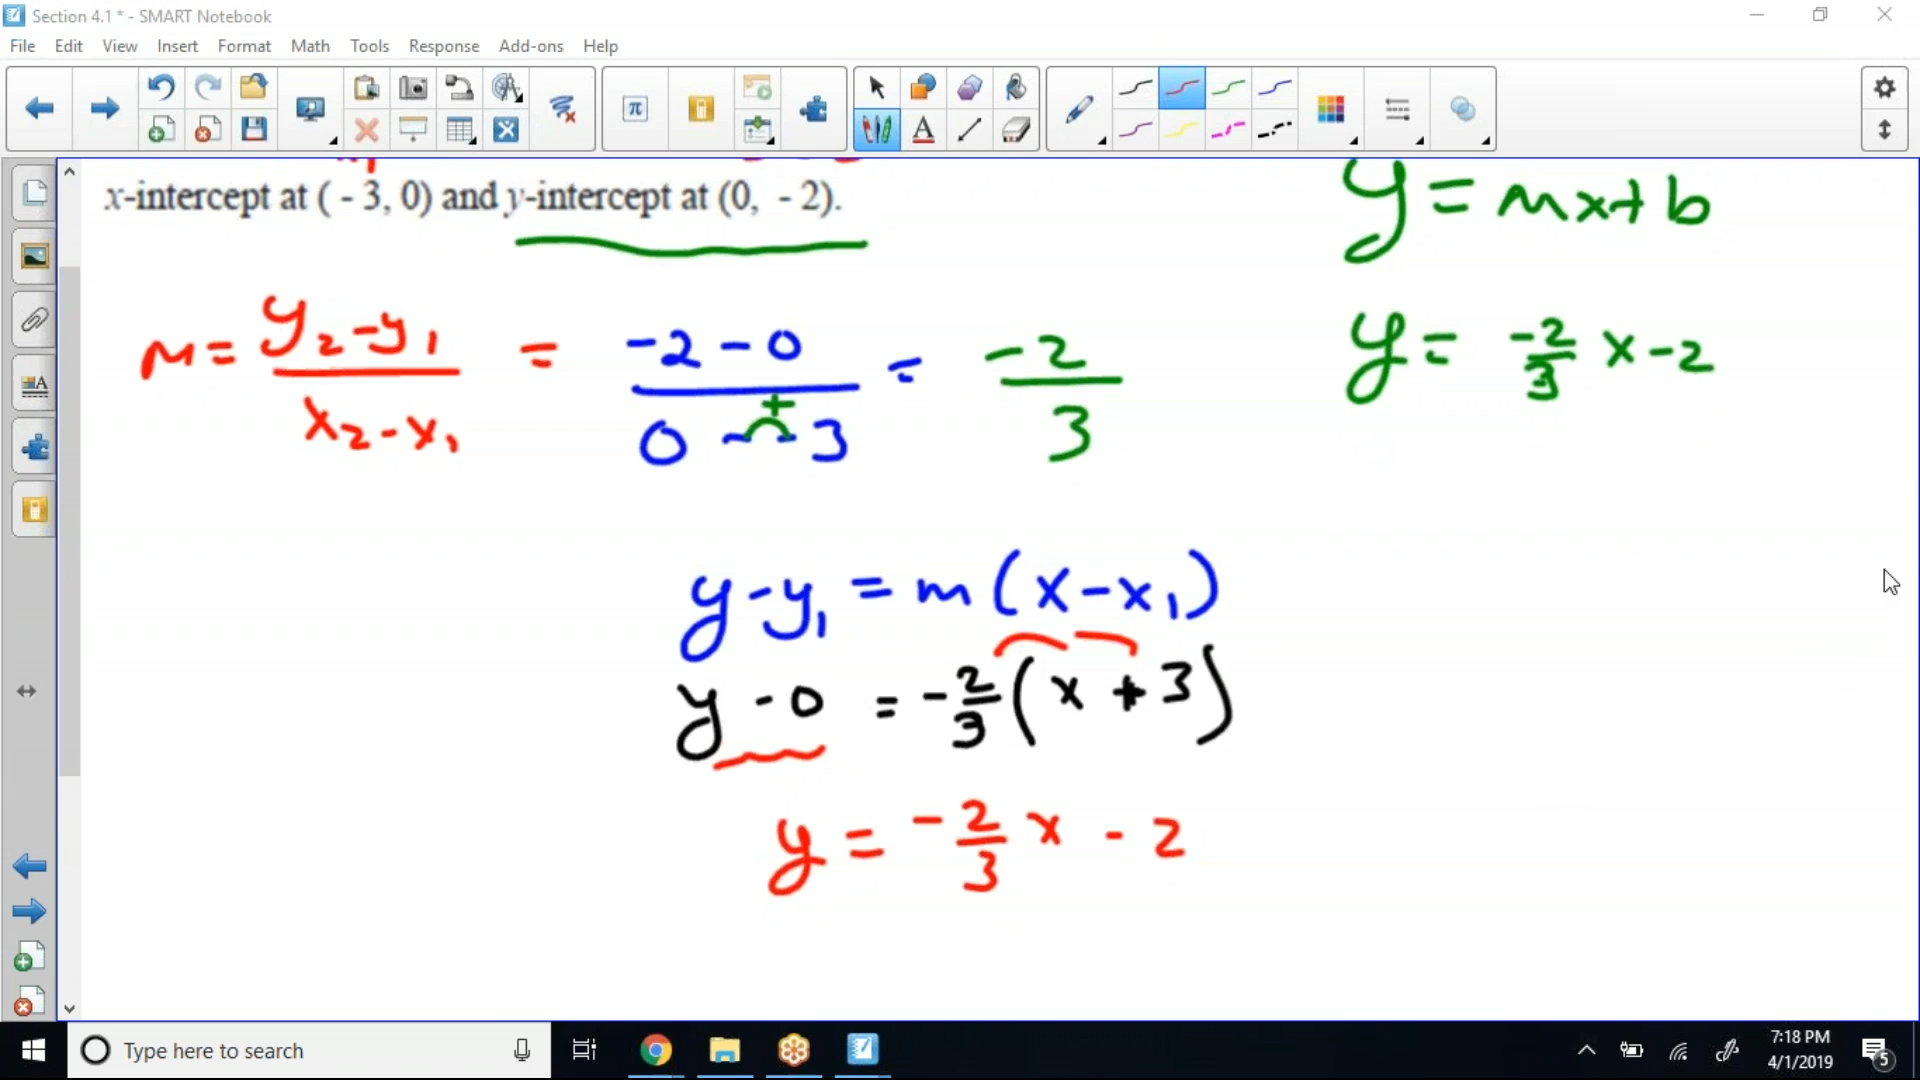 Section 4.1 * - SMART Notebook
File Edit View Insert Format Math Tools Response Add-ons Help
x-intercept at ( - 3, 0) and y-intercept at (0, - 2).
y = mx+b
m = y2-y1 / x2-x1 = -2-0 / 0 - -3 = -2 / 3
+
y = -2/3 x -2
y-y1 = m(x-x1)
y -0 = -2/3 (x + 3)
y = -2/3 x - 2
Type here to search
7:18 PM
4/1/2019
5